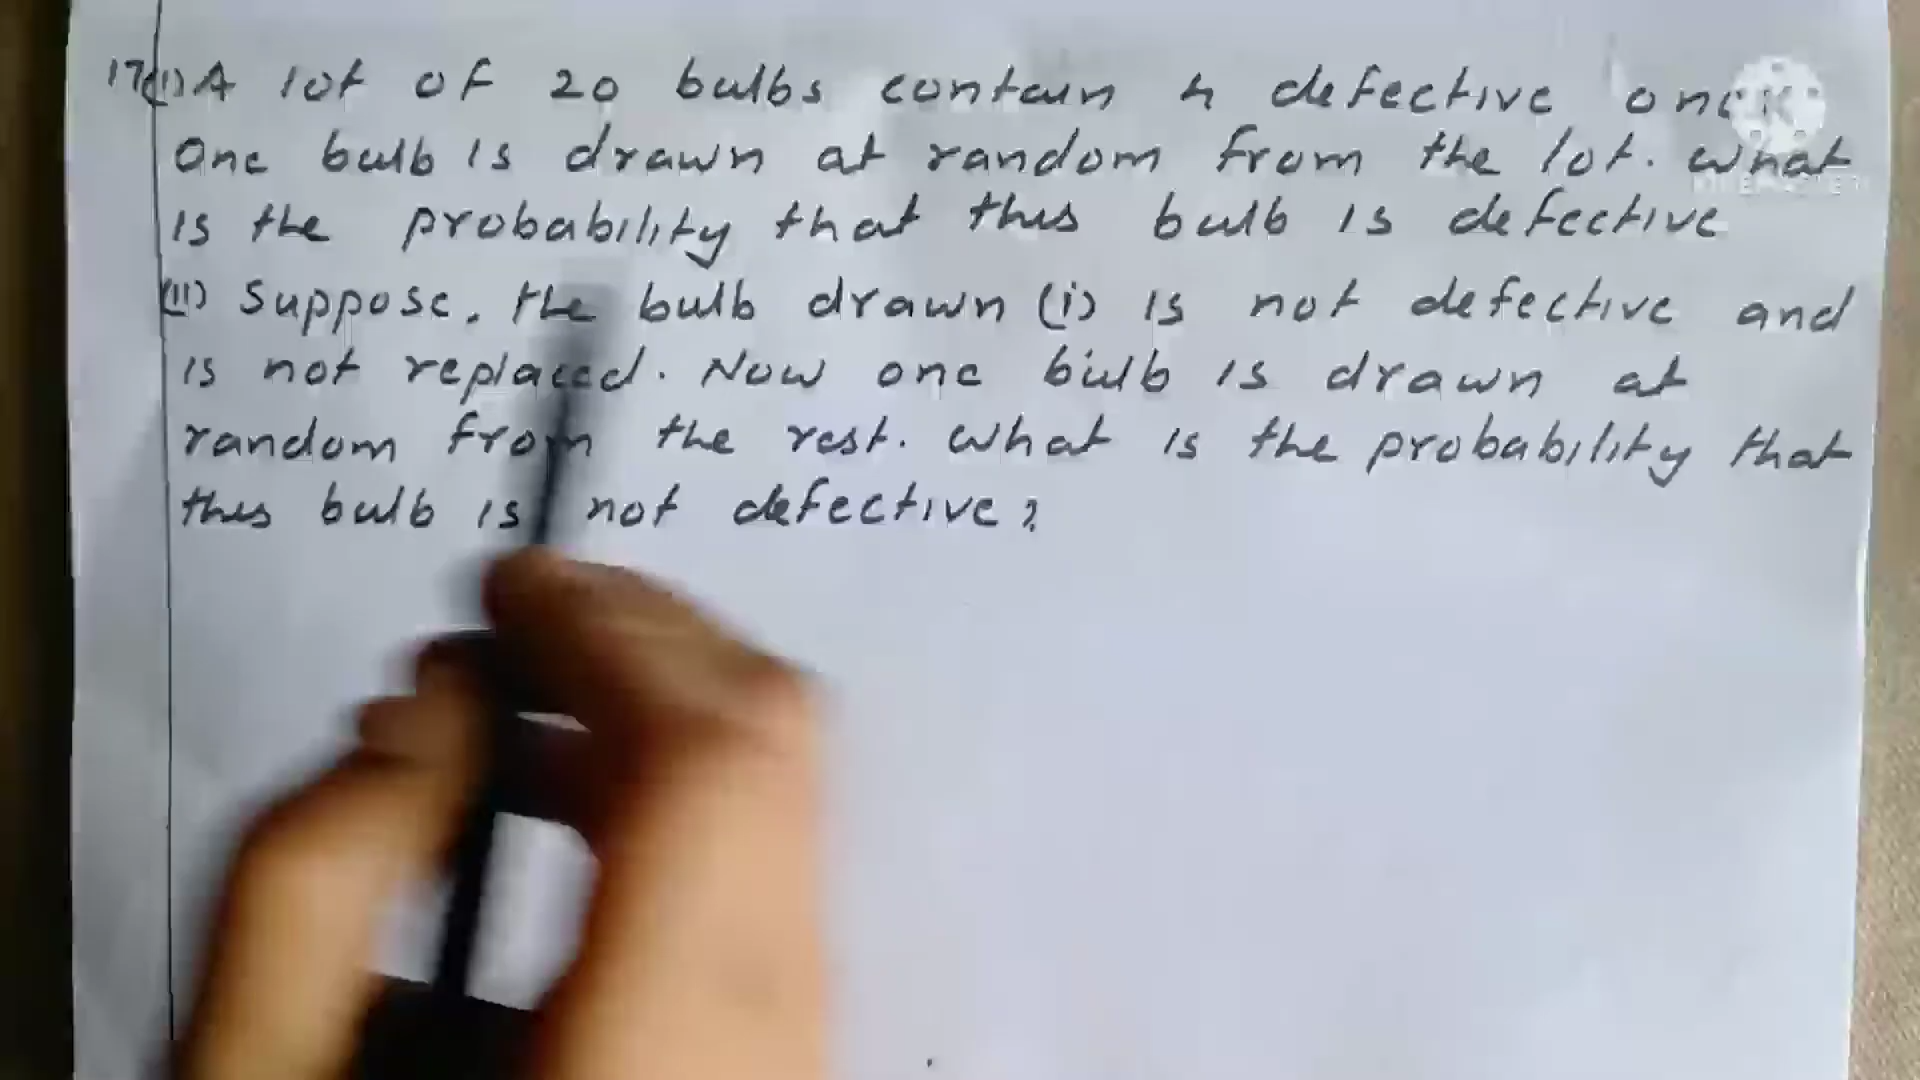 17(i) A lot of 20 bulbs contain 4 defective one
One bulb is drawn at random from the lot. What
is the probability that this bulb is defective
(ii) Suppose, the bulb drawn (i) is not defective and
is not replaced. Now one bulb is drawn at
random from the rest. What is the probability that
this bulb is not defective?